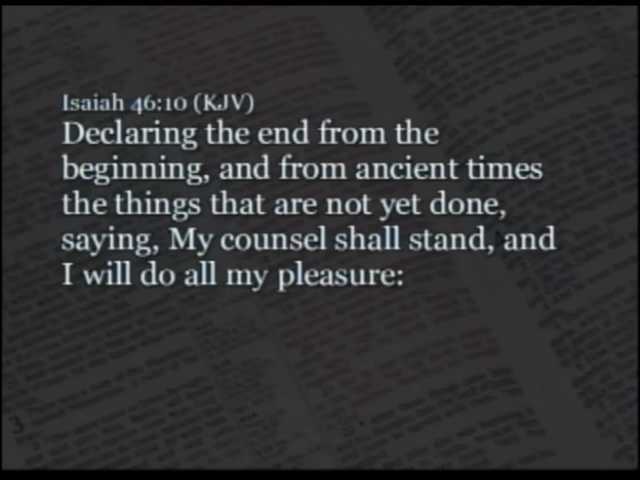 Isaiah 46:10 (KJV)
Declaring the end from the
beginning, and from ancient times
the things that are not yet done,
saying, My counsel shall stand, and
I will do all my pleasure: